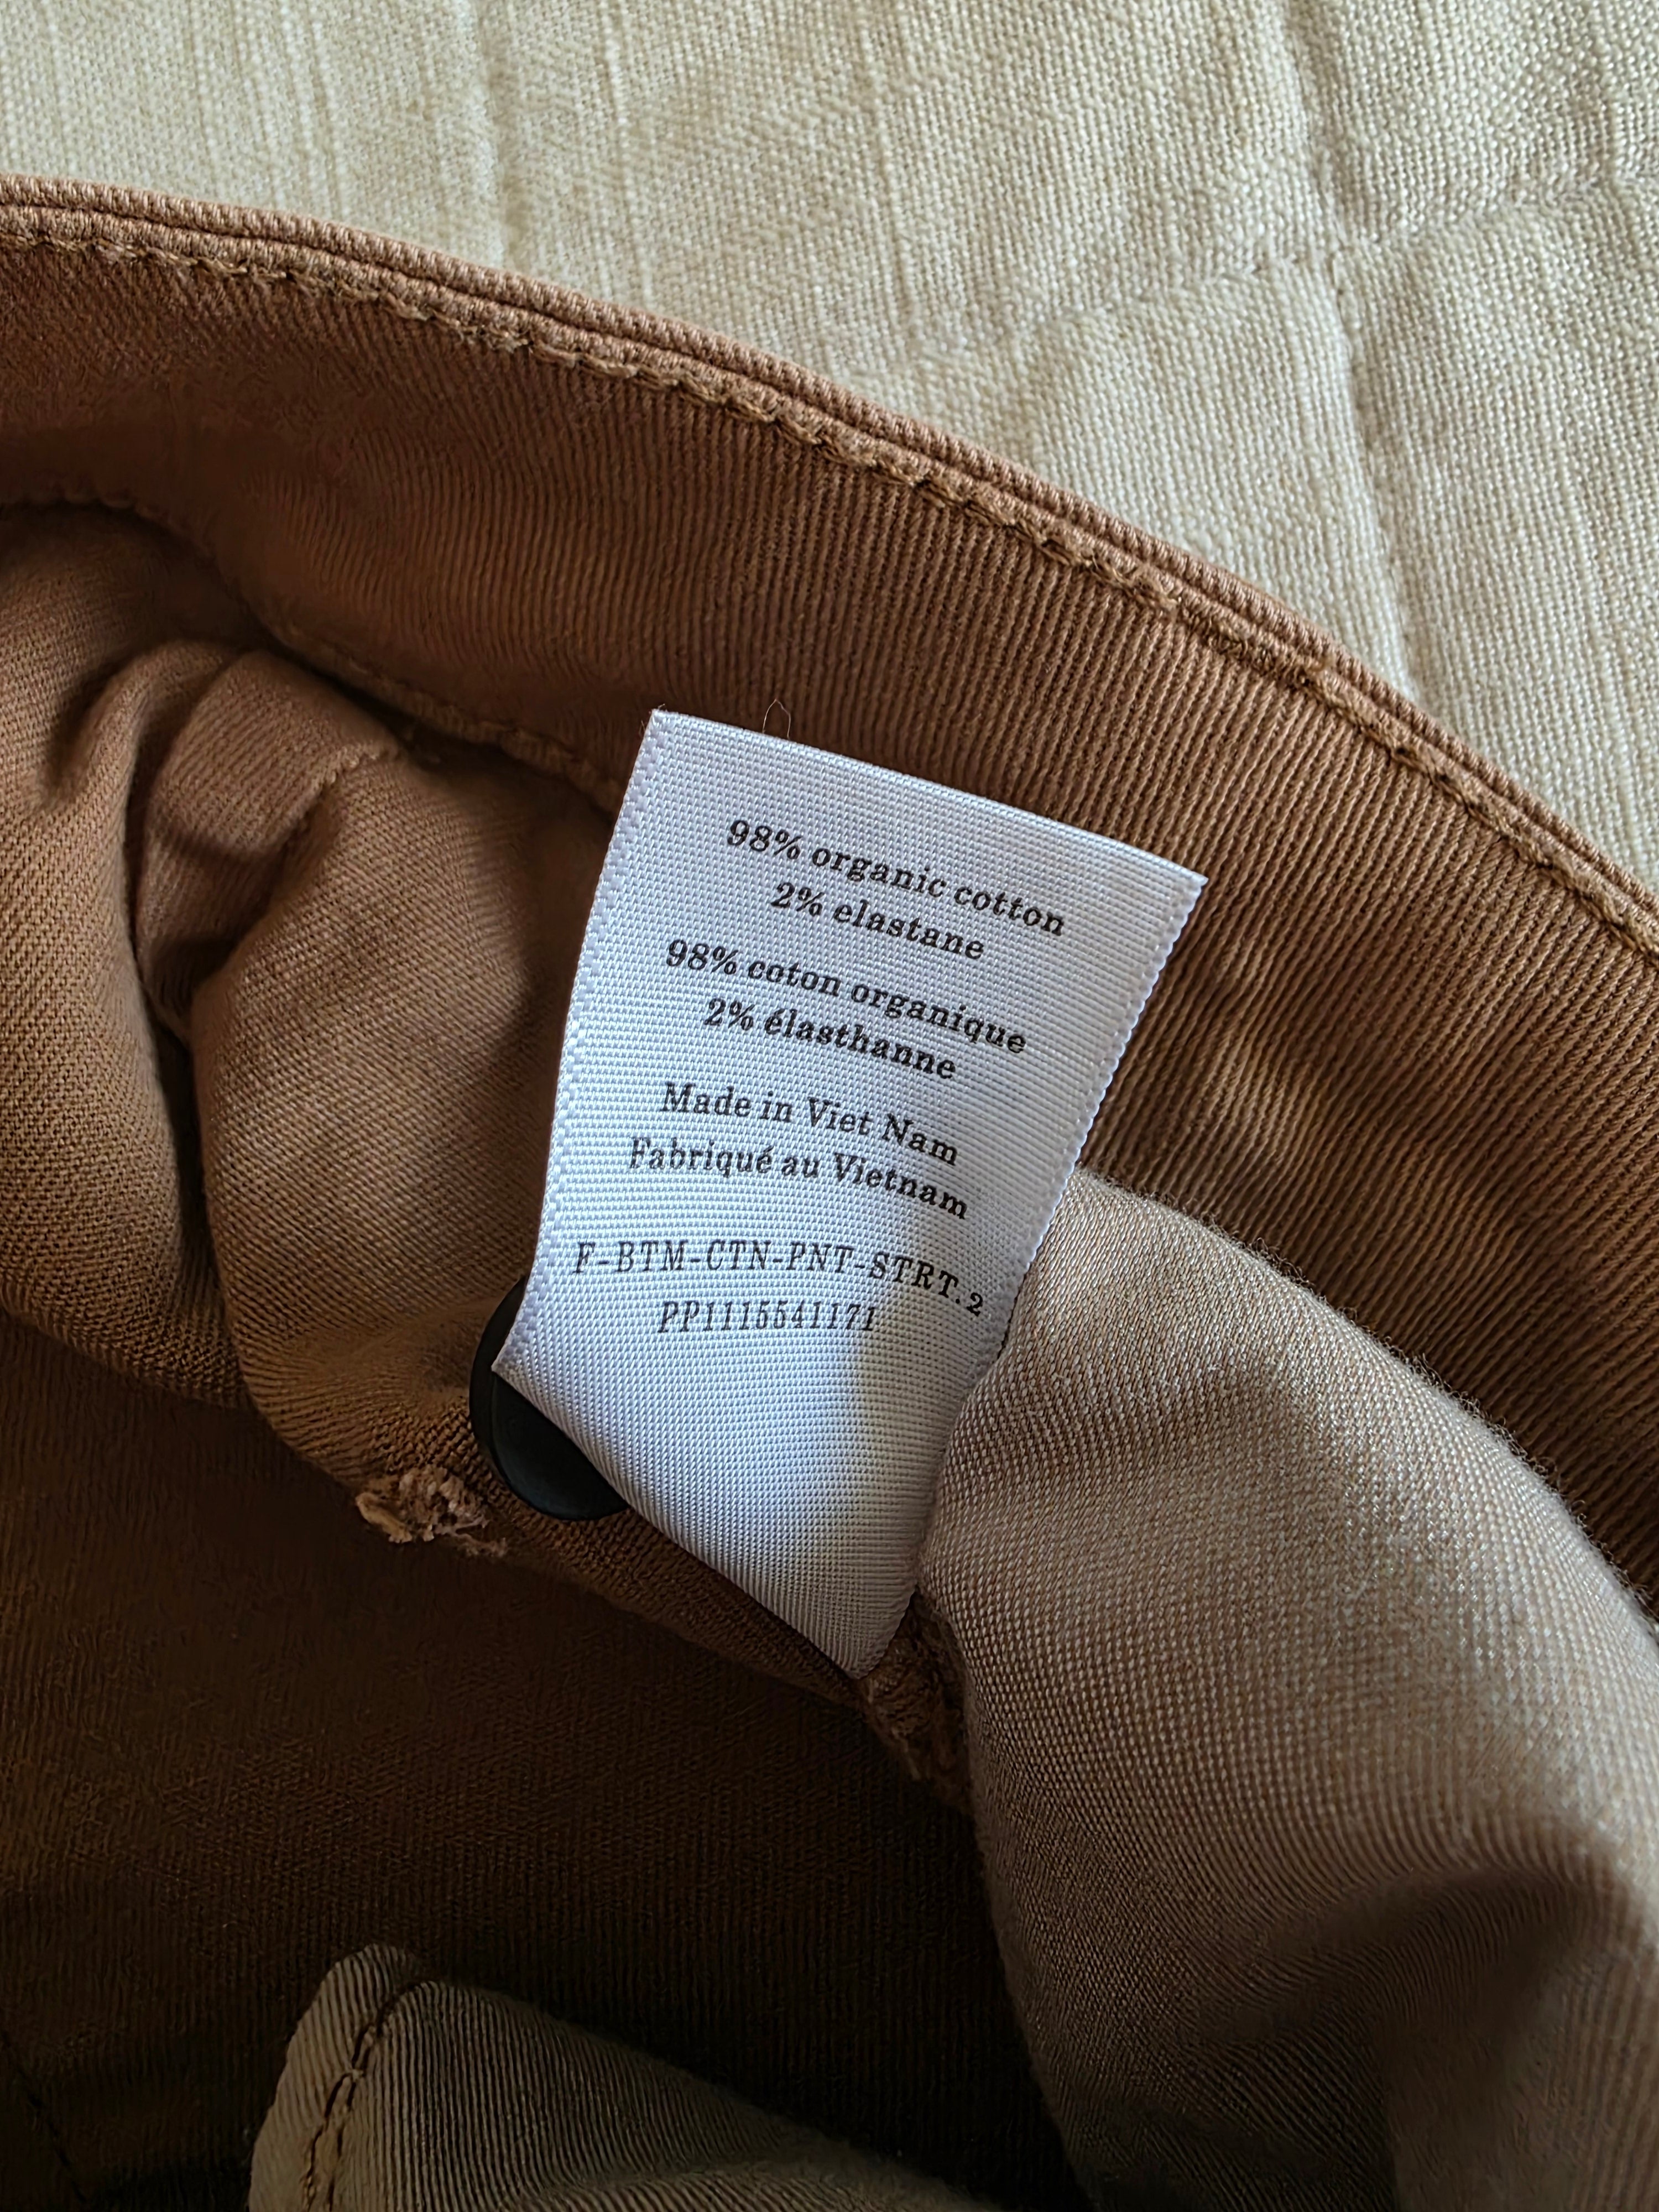 98% organic cotton
2% elastane
98% coton organique
2% élasthanne
Made in Viet Nam
Fabriqué au Vietnam
F-BTM-CTN-PNT-STRT.2
PP1115541171